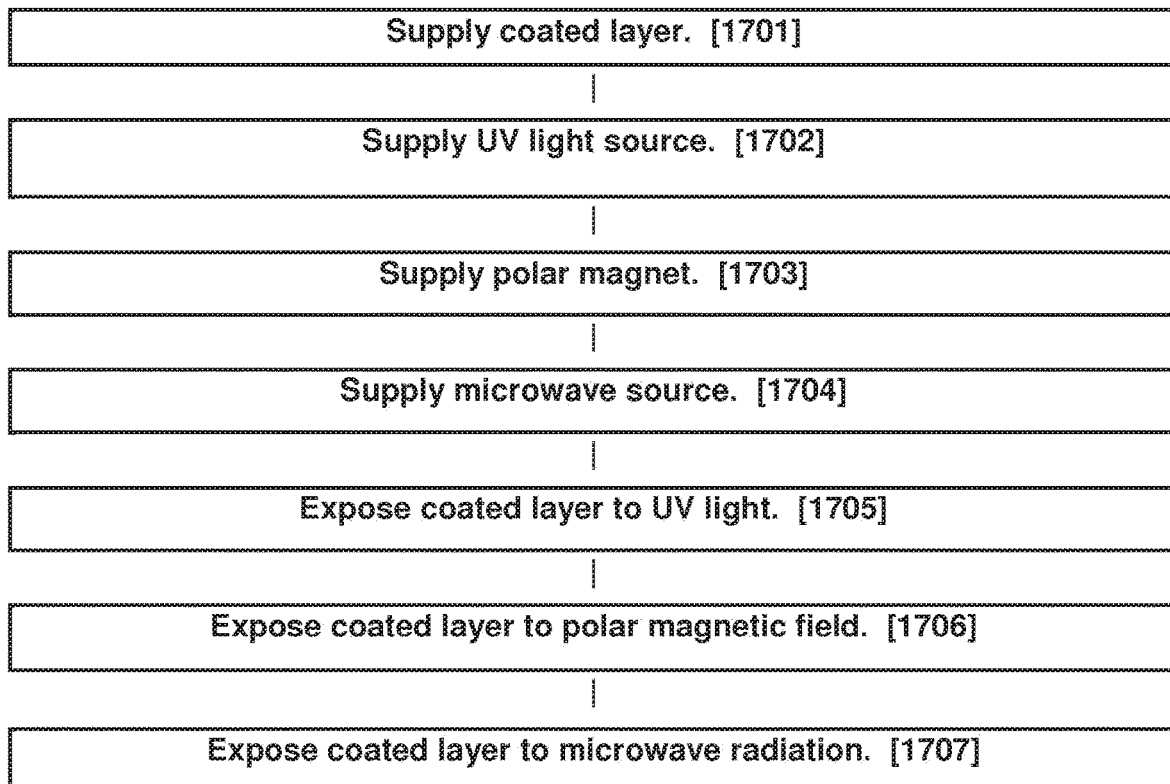 Supply coated layer. [1701]
Supply UV light source. [1702]
Supply polar magnet. [1703]
Supply microwave source. [1704]
Expose coated layer to UV light. [1705]
Expose coated layer to polar magnetic field. [1706]
Expose coated layer to microwave radiation. [1707]